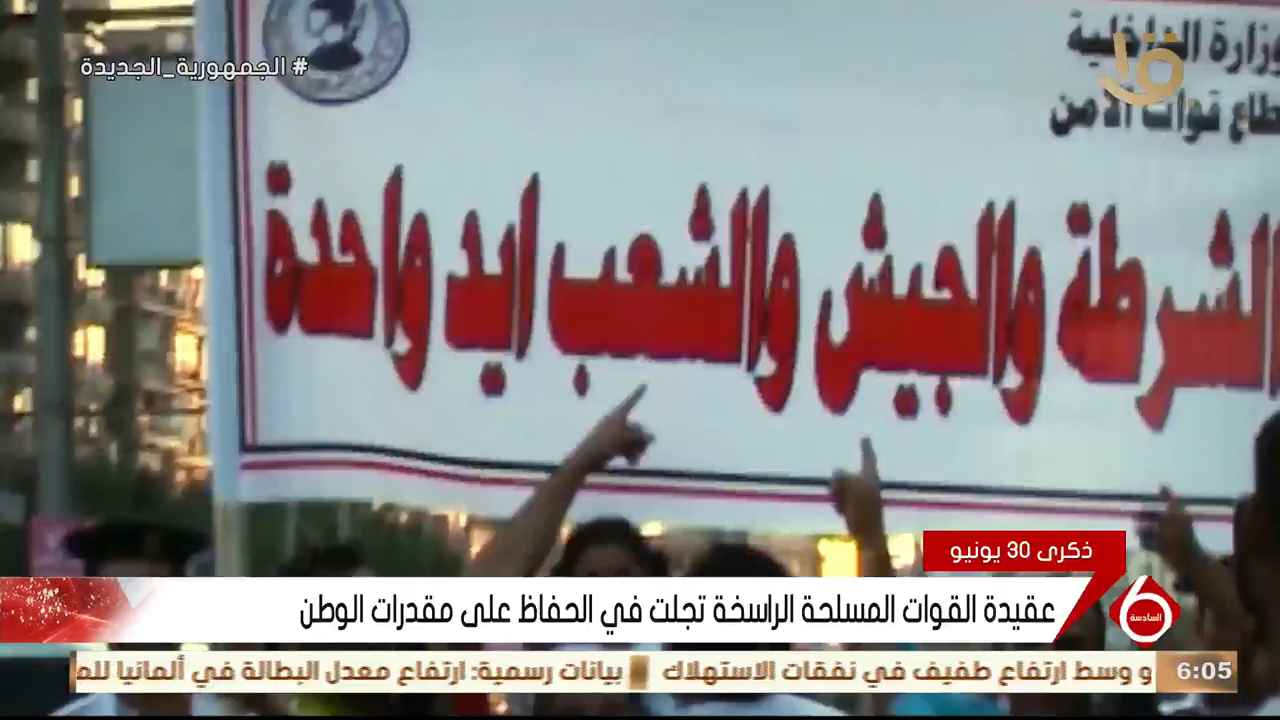 #الجمهورية_الجديدة
وزارة الداخلية
قوات الأمن
الشرطة والجيش والشعب ايد واحدة
ذكرى 30 يونيو
عقيدة القوات المسلحة الراسخة تجلت في الحفاظ على مقدرات الوطن
6
السادسة
و وسط ارتفاع طفيف في نفقات الاستهلاك بيانات رسمية: ارتفاع معدل البطالة في ألمانيا
6:05